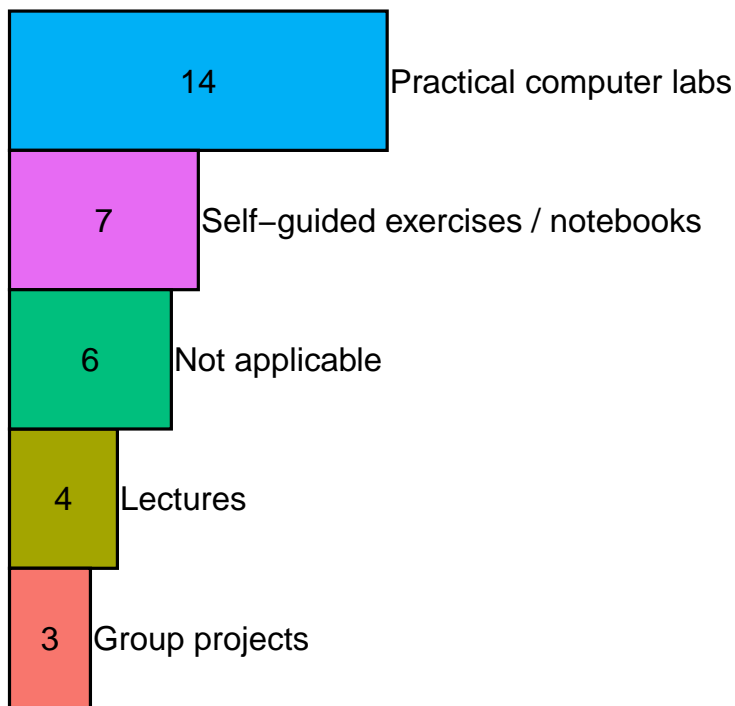 14 Practical computer labs
7 Self−guided exercises / notebooks
6 Not applicable
4 Lectures
3 Group projects